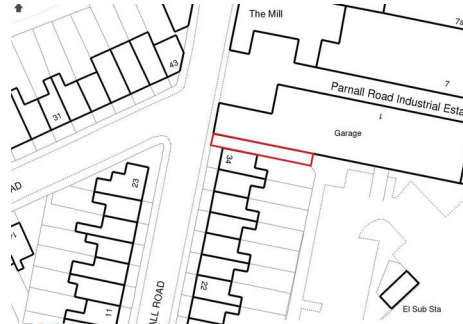 The Mill
7a
43
7
Parnall Road Industrial Esta
31
1
Garage
34
23
OAD
22
ALL ROAD
11
El Sub Sta